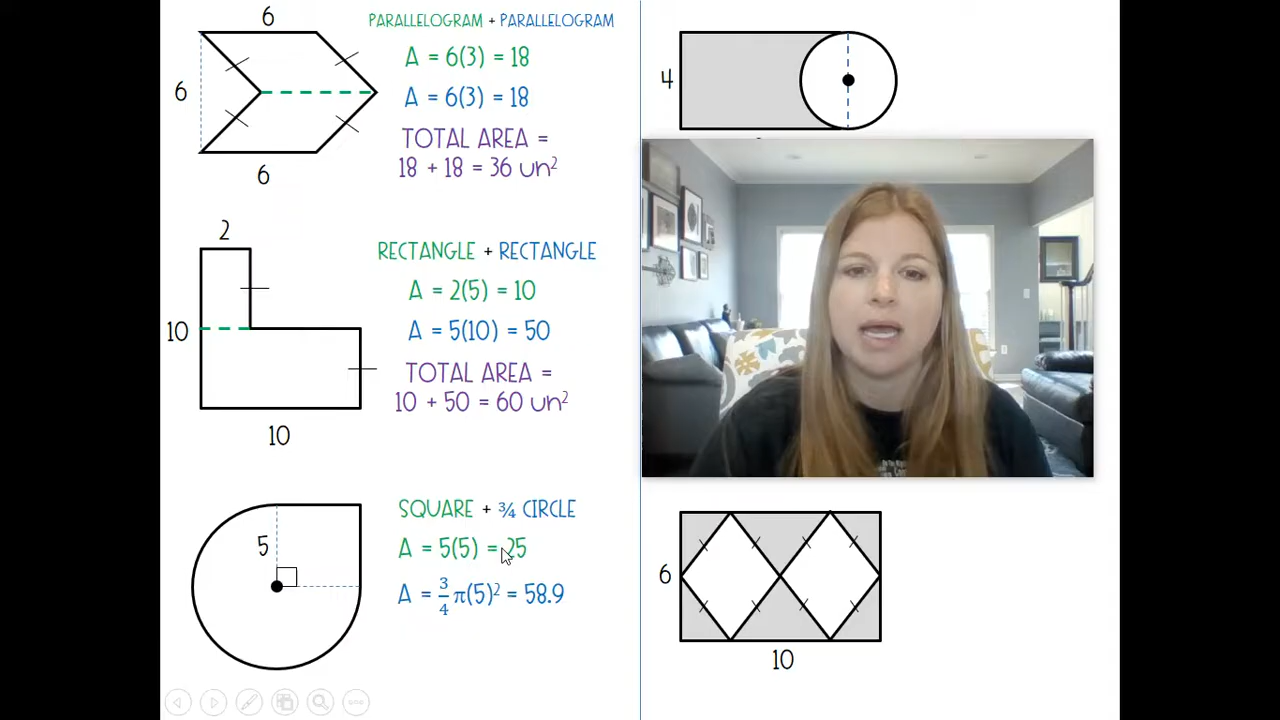 6
PARALLELOGRAM + PARALLELOGRAM
A = 6(3) = 18
6
A = 6(3) = 18
TOTAL AREA =
18 + 18 = 36 un²
6
2
RECTANGLE + RECTANGLE
A = 2(5) = 10
10
A = 5(10) = 50
TOTAL AREA =
10 + 50 = 60 un²
10
SQUARE + ¾ CIRCLE
5
A = 5(5) = 25
A = 3/4 π(5)² = 58.9
4
6
10